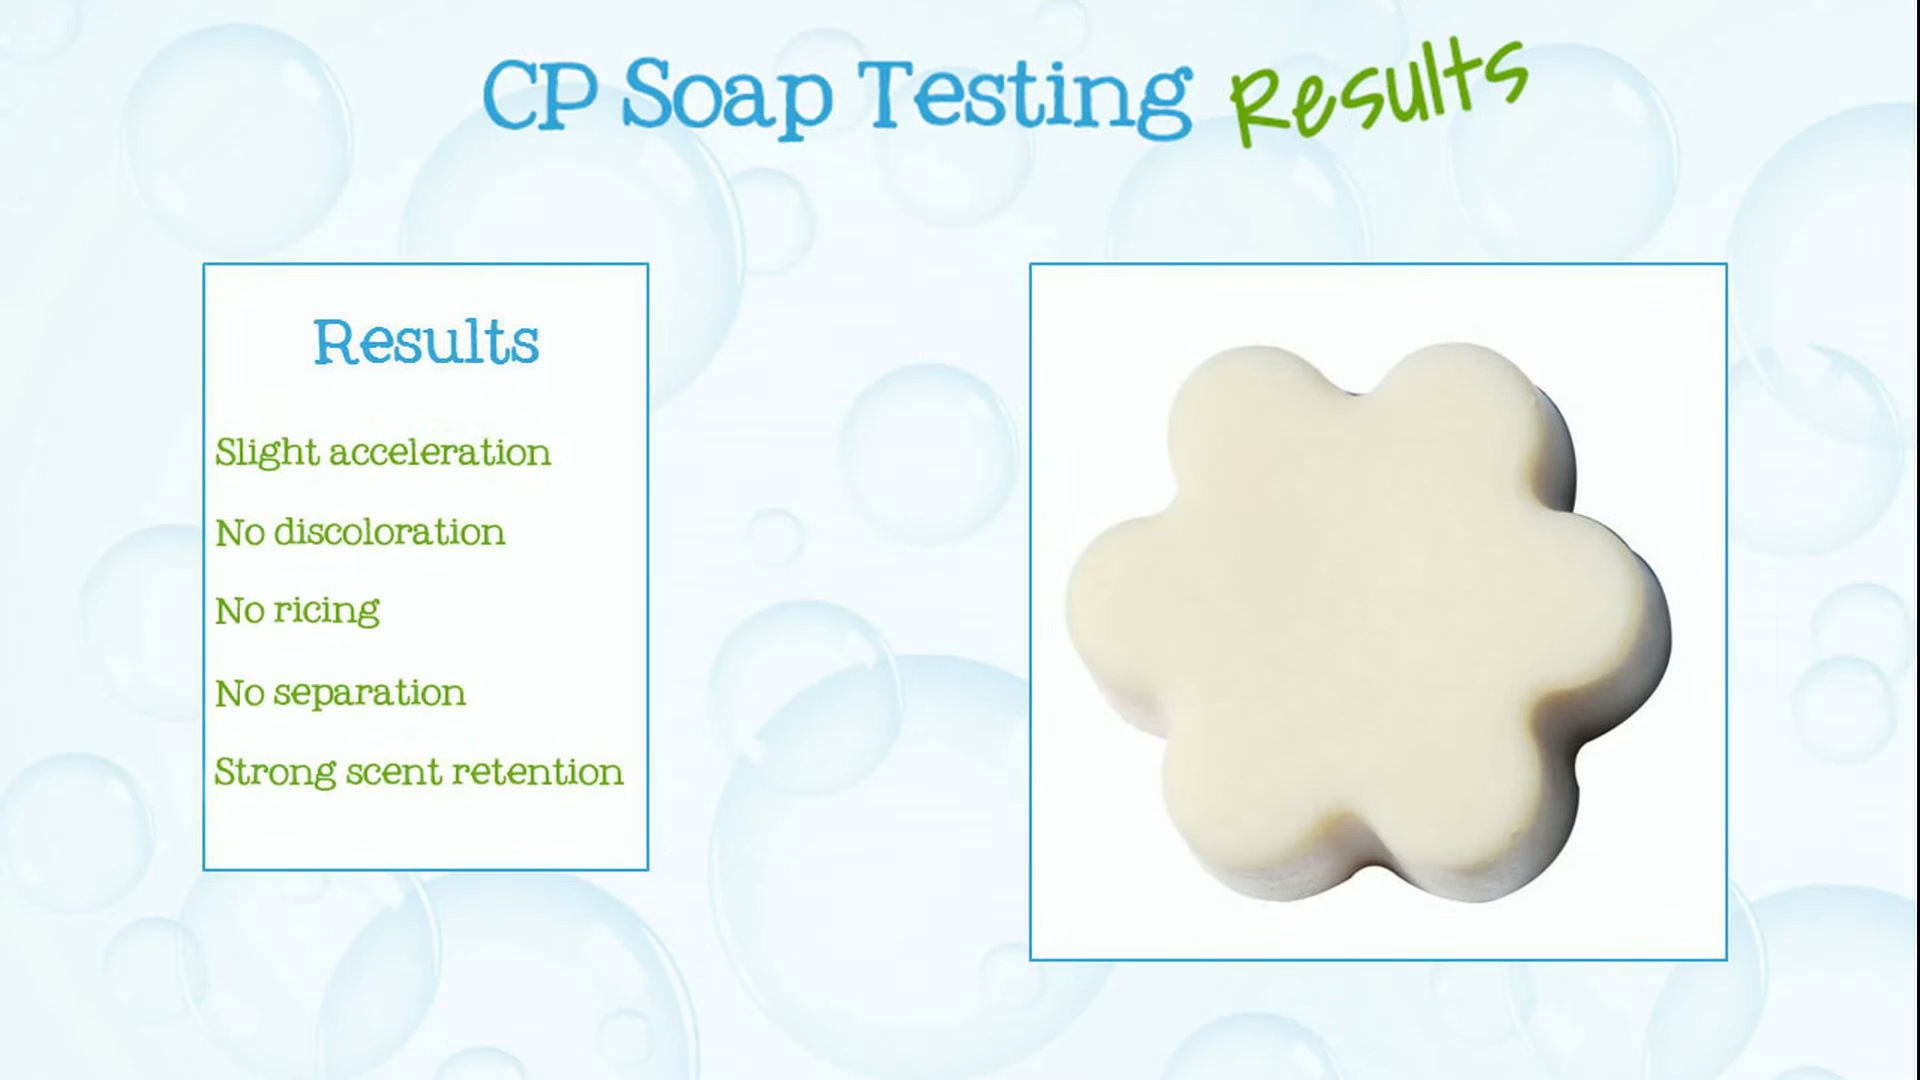 CP Soap Testing Results
Results
Slight acceleration
No discoloration
No ricing
No separation
Strong scent retention